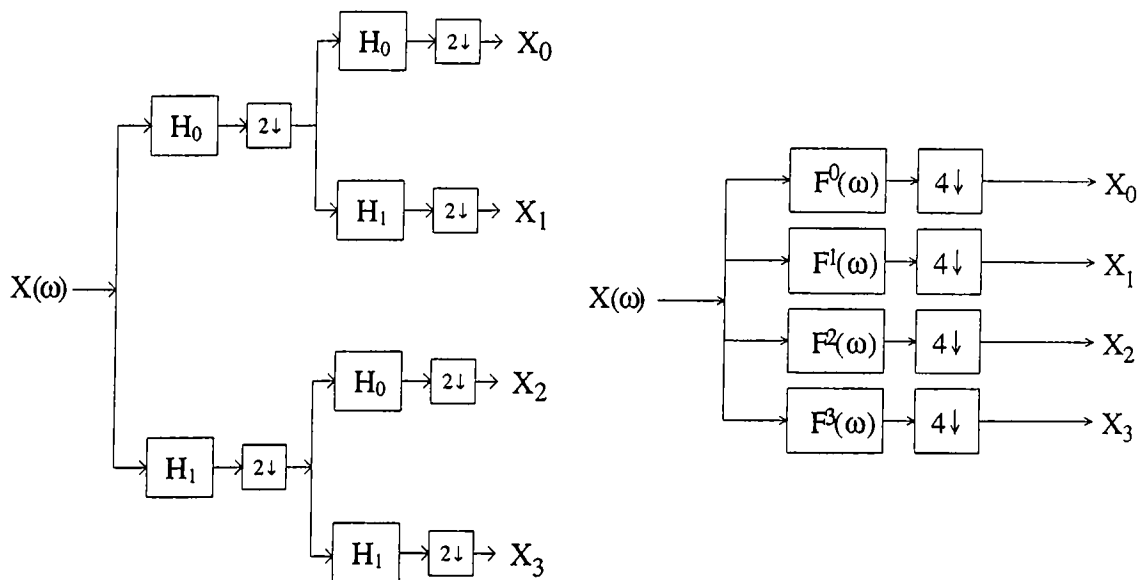 H₀ 2↓ X₀
H₀ 2↓
H₁ 2↓ X₁
X(ω)
H₀ 2↓ X₂
H₁ 2↓
H₁ 2↓ X₃
F⁰(ω) 4↓ X₀
F¹(ω) 4↓ X₁
X(ω)
F²(ω) 4↓ X₂
F³(ω) 4↓ X₃